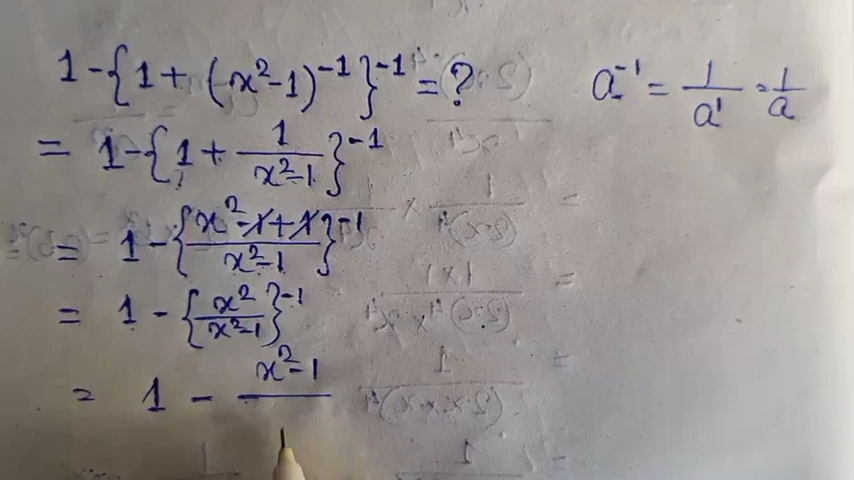 1-{1+(x²-1)⁻¹}⁻¹=?
a⁻¹ = 1/a¹ = 1/a
= 1-{1+1/(x²-1)}⁻¹
= 1-{(x²-1+1)/(x²-1)}⁻¹
= 1-{x²/(x²-1)}⁻¹
= 1 - x²-1